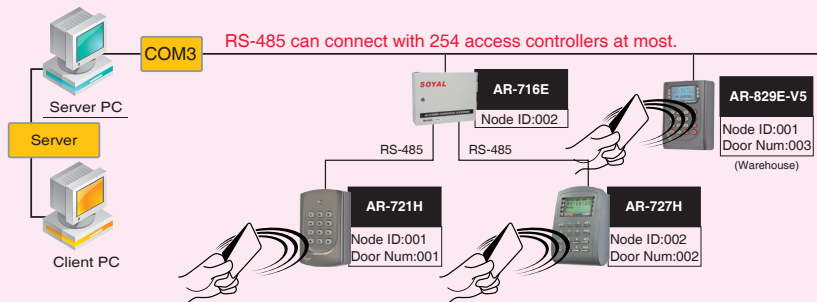 RS-485 can connect with 254 access controllers at most.
COM3
Server PC
Server
Client PC
SOYAL
AR-716E
Node ID:002
AR-829E-V5
Node ID:001
Door Num:003
(Warehouse)
RS-485
RS-485
AR-721H
Node ID:001
Door Num:001
AR-727H
Node ID:002
Door Num:002